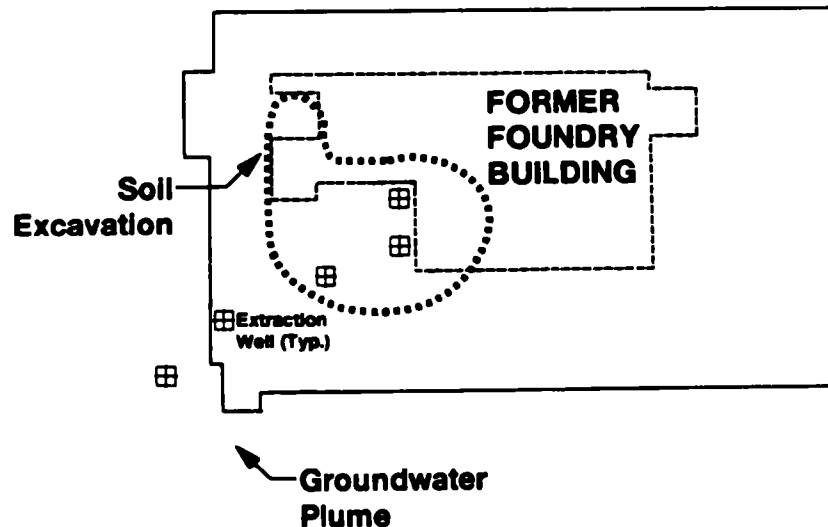 FORMER
FOUNDRY
BUILDING
Soil
Excavation
Extraction
Well (Typ.)
Groundwater
Plume